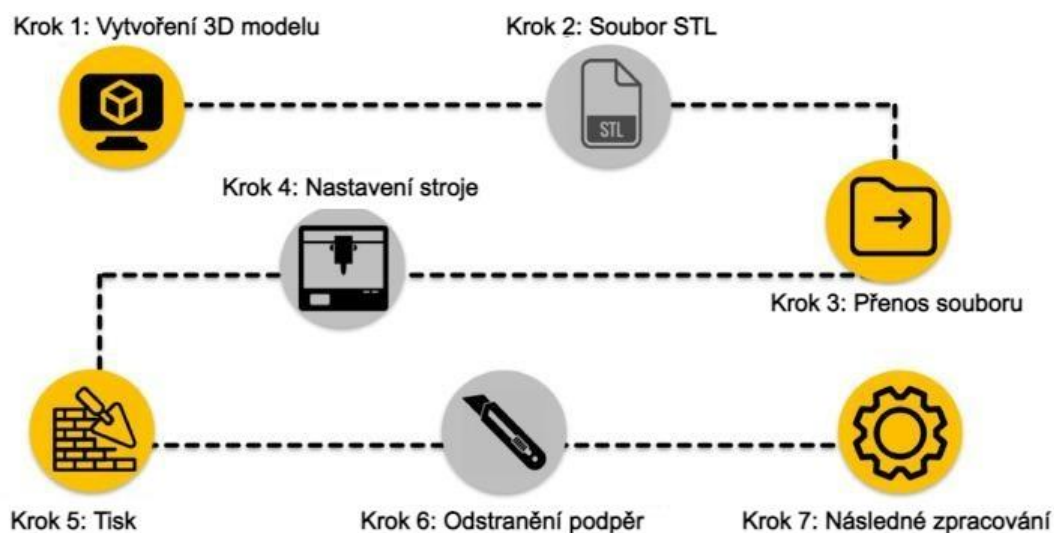 Krok 1: Vytvoření 3D modelu
Krok 2: Soubor STL
STL
Krok 3: Přenos souboru
Krok 4: Nastavení stroje
Krok 5: Tisk
Krok 6: Odstranění podpěr
Krok 7: Následné zpracování